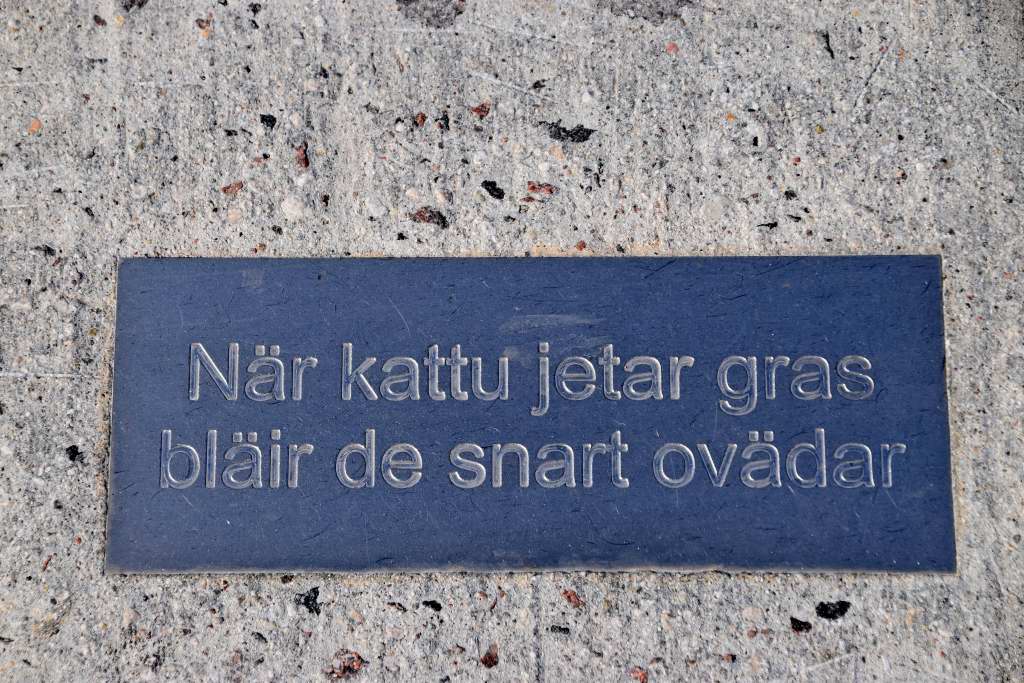 När kattu jetar gras
bläir de snart ovädar